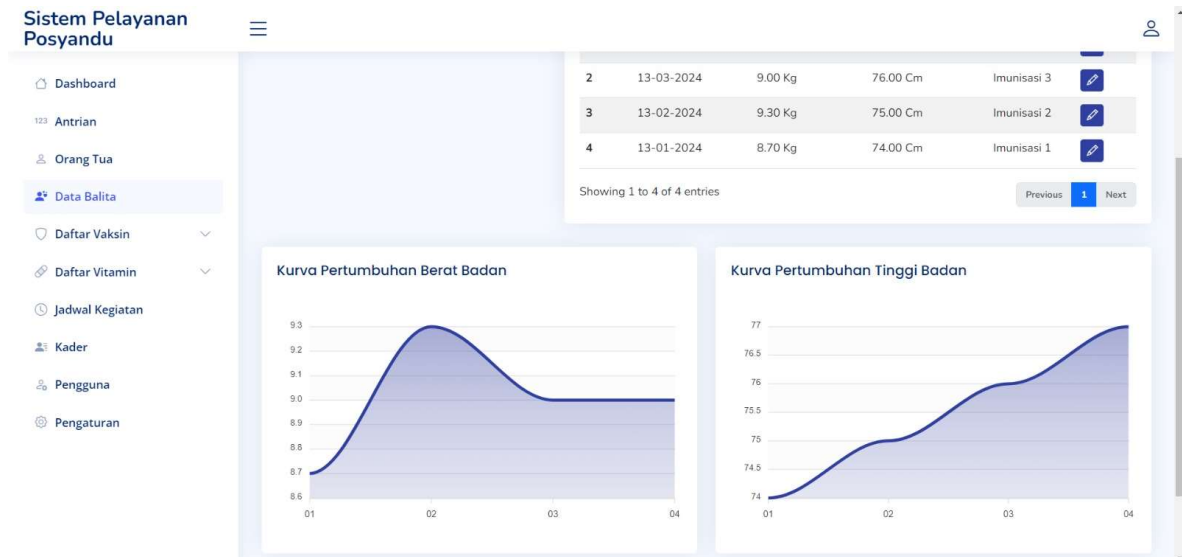 Sistem Pelayanan
Posyandu
Dashboard
123 Antrian
Orang Tua
Data Balita
Daftar Vaksin
Daftar Vitamin
Jadwal Kegiatan
Kader
Pengguna
Pengaturan
2 13-03-2024 9.00 Kg 76.00 Cm Imunisasi 3
3 13-02-2024 9.30 Kg 75.00 Cm Imunisasi 2
4 13-01-2024 8.70 Kg 74.00 Cm Imunisasi 1
Showing 1 to 4 of 4 entries
Previous 1 Next
Kurva Pertumbuhan Berat Badan
9.3
9.2
9.1
9.0
8.9
8.8
8.7
8.6
01 02 03 04
Kurva Pertumbuhan Tinggi Badan
77
76.5
76
75.5
75
74.5
74
01 02 03 04